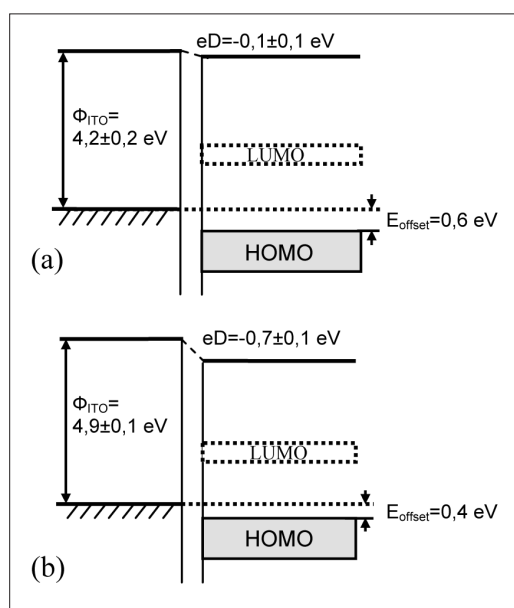 eD=-0,1±0,1 eV
Φ_ITO=
4,2±0,2 eV
LUMO
E_offset=0,6 eV
HOMO
(a)
eD=-0,7±0,1 eV
Φ_ITO=
4,9±0,1 eV
LUMO
E_offset=0,4 eV
HOMO
(b)